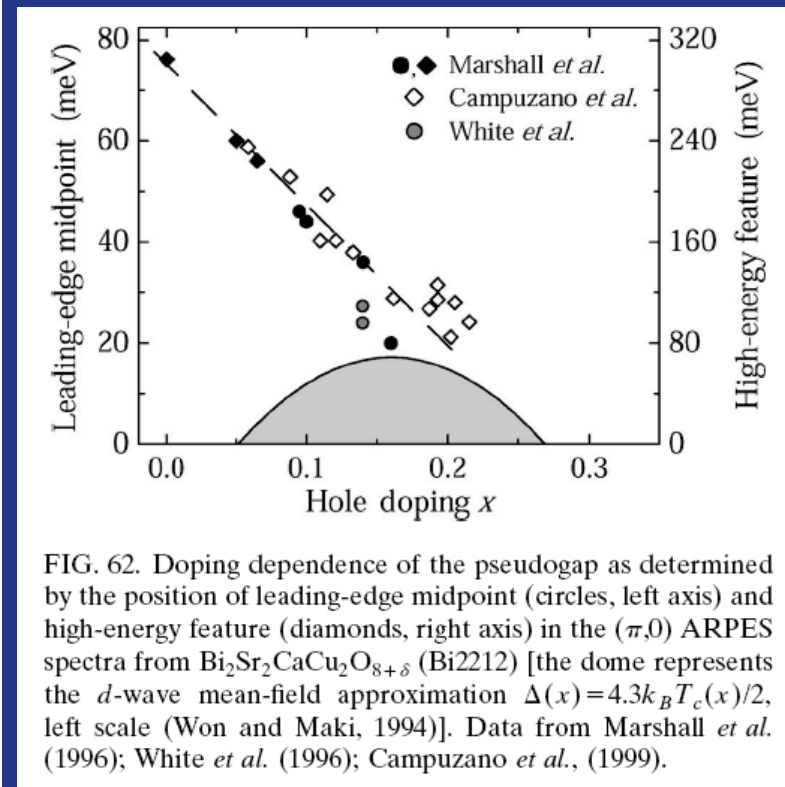 80
60
40
20
0
Leading-edge midpoint (meV)
●,◆ Marshall et al.
◇ Campuzano et al.
● White et al.
320
240
160
80
0
High-energy feature (meV)
0.0 0.1 0.2 0.3
Hole doping x
FIG. 62. Doping dependence of the pseudogap as determined
by the position of leading-edge midpoint (circles, left axis) and
high-energy feature (diamonds, right axis) in the (π,0) ARPES
spectra from Bi₂Sr₂CaCu₂O₈₊δ (Bi2212) [the dome represents
the d-wave mean-field approximation Δ(x)=4.3k_BT_c(x)/2,
left scale (Won and Maki, 1994)]. Data from Marshall et al.
(1996); White et al. (1996); Campuzano et al., (1999).